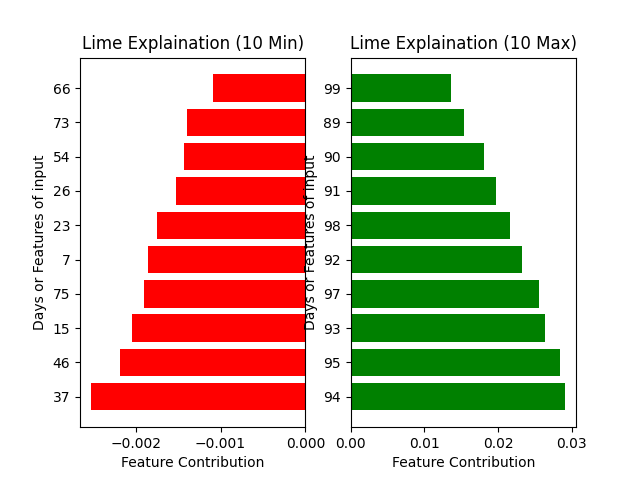 Lime Explaination (10 Min)
Days or Features of input
66
73
54
26
23
7
75
15
46
37
−0.002 −0.001 0.000
Feature Contribution
Lime Explaination (10 Max)
Days or Features of input
99
89
90
91
98
92
97
93
95
94
0.00 0.01 0.02 0.03
Feature Contribution